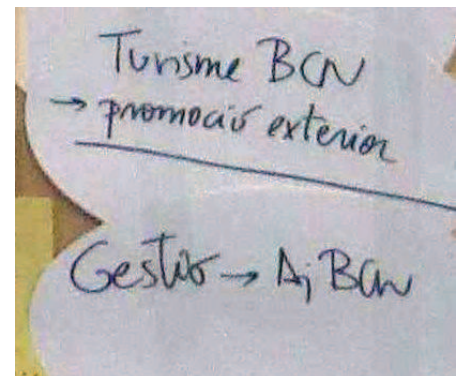 Turisme BCN
→ promoció exterior
Gestió → Aj BCN